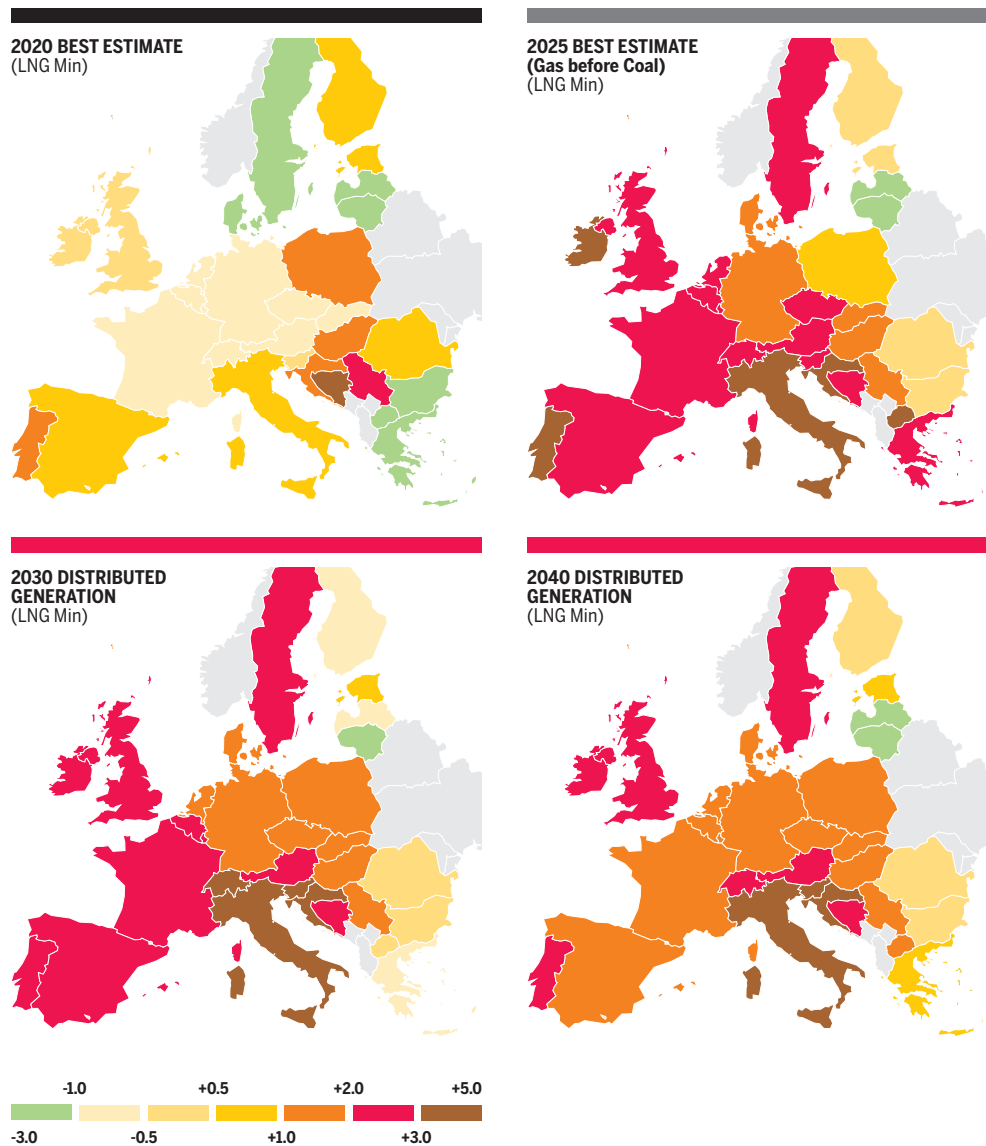 2020 BEST ESTIMATE
(LNG Min)
2025 BEST ESTIMATE
(Gas before Coal)
(LNG Min)
2030 DISTRIBUTED
GENERATION
(LNG Min)
2040 DISTRIBUTED
GENERATION
(LNG Min)
-1.0 +0.5 +2.0 +5.0
-3.0 -0.5 +1.0 +3.0